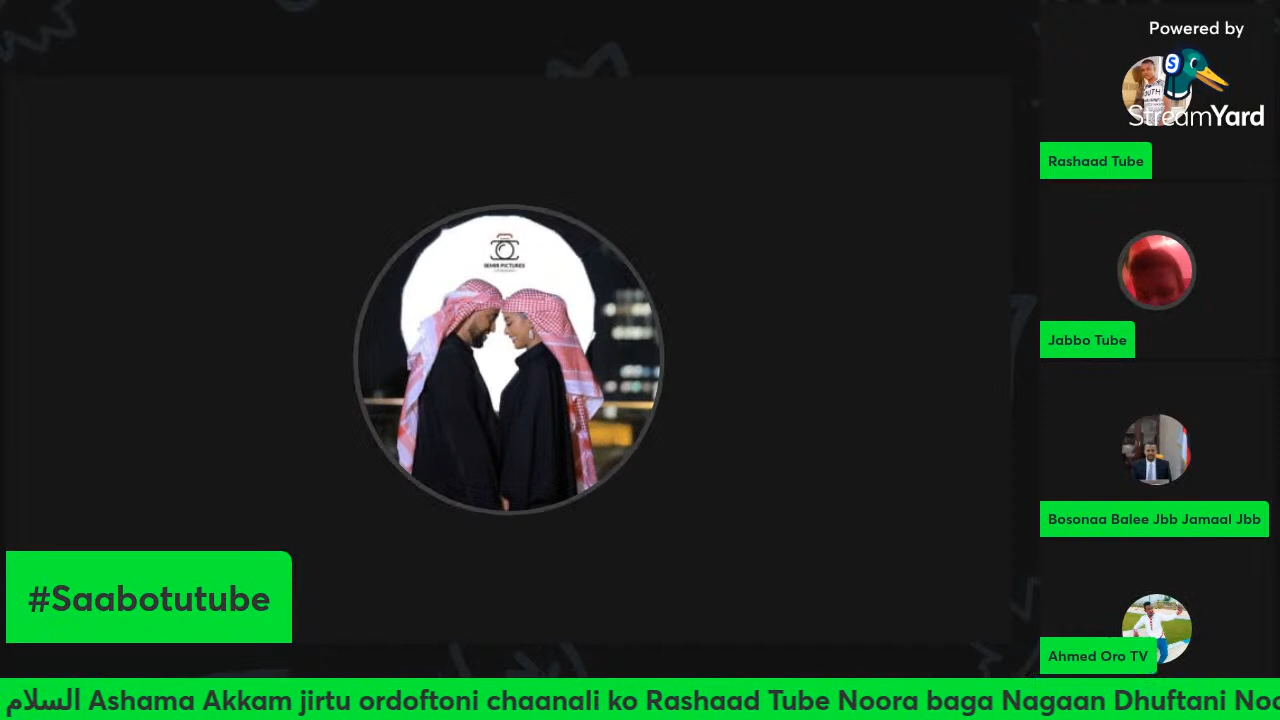 Powered by
StreamYard
Rashaad Tube
Jabbo Tube
Bosonaa Balee Jbb Jamaal Jbb
#Saabotutube
Ahmed Oro TV
السلام Ashama Akkam jirtu ordoftoni chaanali ko Rashaad Tube Noora baga Nagaan Dhuftani